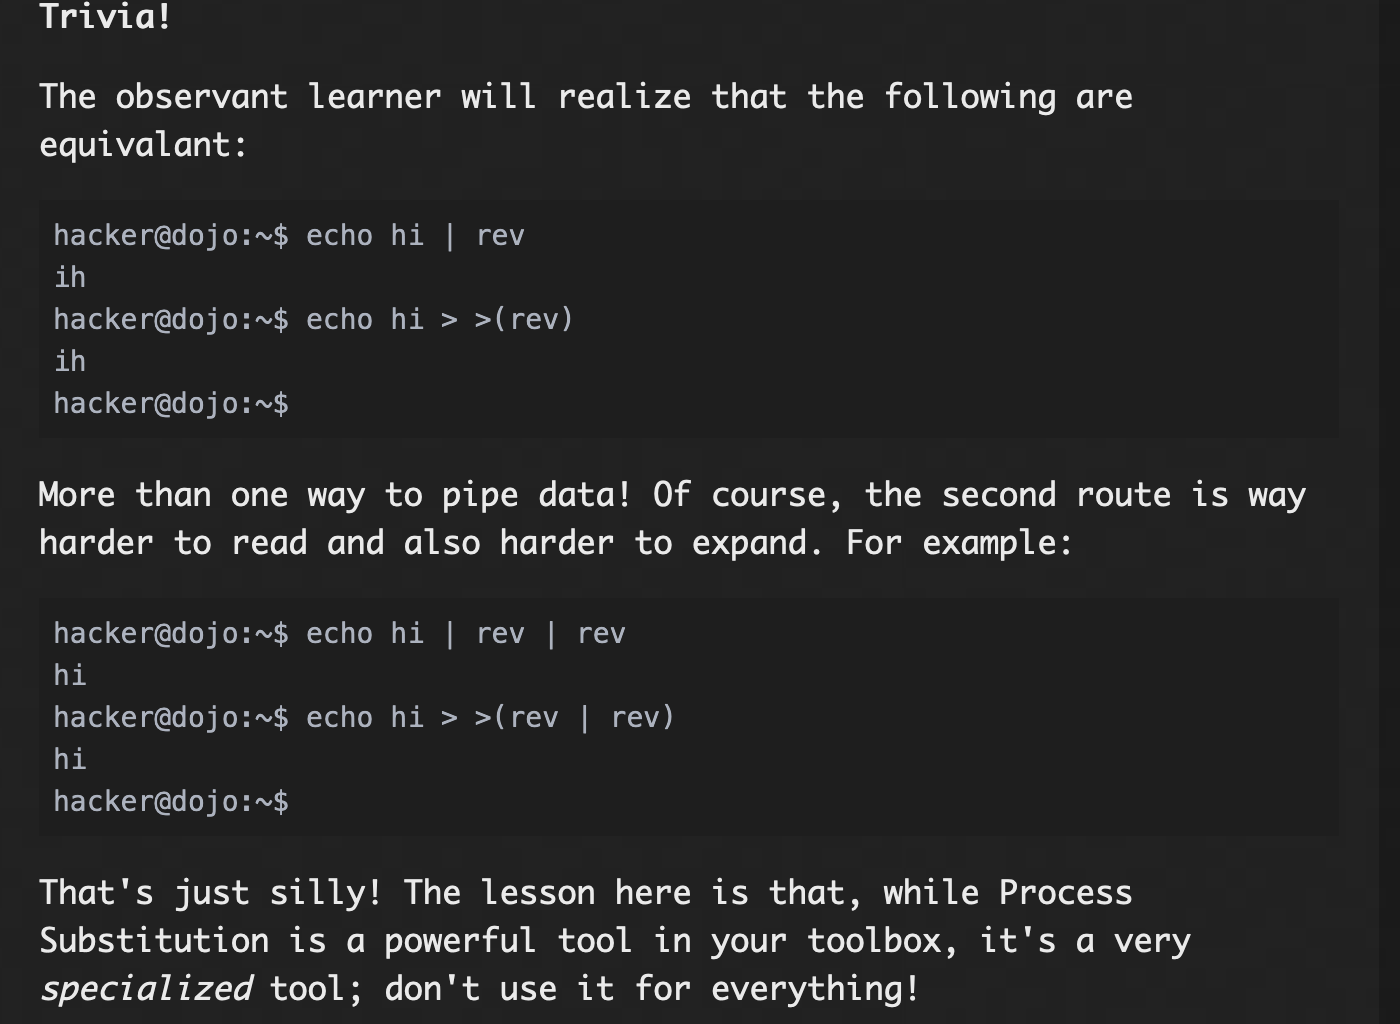 Trivia!
The observant learner will realize that the following are
equivalant:
hacker@dojo:~$ echo hi | rev
ih
hacker@dojo:~$ echo hi > >(rev)
ih
hacker@dojo:~$
More than one way to pipe data! Of course, the second route is way
harder to read and also harder to expand. For example:
hacker@dojo:~$ echo hi | rev | rev
hi
hacker@dojo:~$ echo hi > >(rev | rev)
hi
hacker@dojo:~$
That's just silly! The lesson here is that, while Process
Substitution is a powerful tool in your toolbox, it's a very
specialized tool; don't use it for everything!